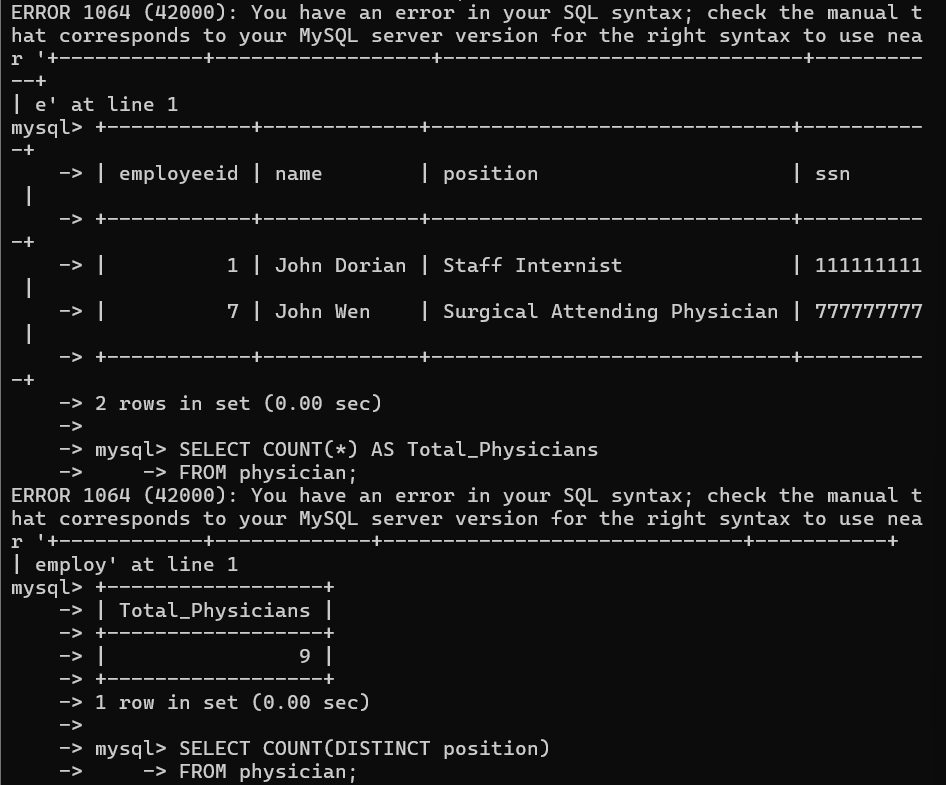 ERROR 1064 (42000): You have an error in your SQL syntax; check the manual t
hat corresponds to your MySQL server version for the right syntax to use nea
r '+------------+------------------+------------------------------+---------
--+
| e' at line 1
mysql> +------------+-------------+------------------------------+----------
-+
    -> | employeeid | name        | position                     | ssn
 |
    -> +------------+-------------+------------------------------+----------
-+
    -> |          1 | John Dorian | Staff Internist              | 111111111
 |
    -> |          7 | John Wen    | Surgical Attending Physician | 777777777
 |
    -> +------------+-------------+------------------------------+----------
-+
    -> 2 rows in set (0.00 sec)
    ->
    -> mysql> SELECT COUNT(*) AS Total_Physicians
    ->     -> FROM physician;
ERROR 1064 (42000): You have an error in your SQL syntax; check the manual t
hat corresponds to your MySQL server version for the right syntax to use nea
r '+------------+-------------+------------------------------+-----------+
| employ' at line 1
mysql> +------------------+
    -> | Total_Physicians |
    -> +------------------+
    -> |                9 |
    -> +------------------+
    -> 1 row in set (0.00 sec)
    ->
    -> mysql> SELECT COUNT(DISTINCT position)
    ->     -> FROM physician;